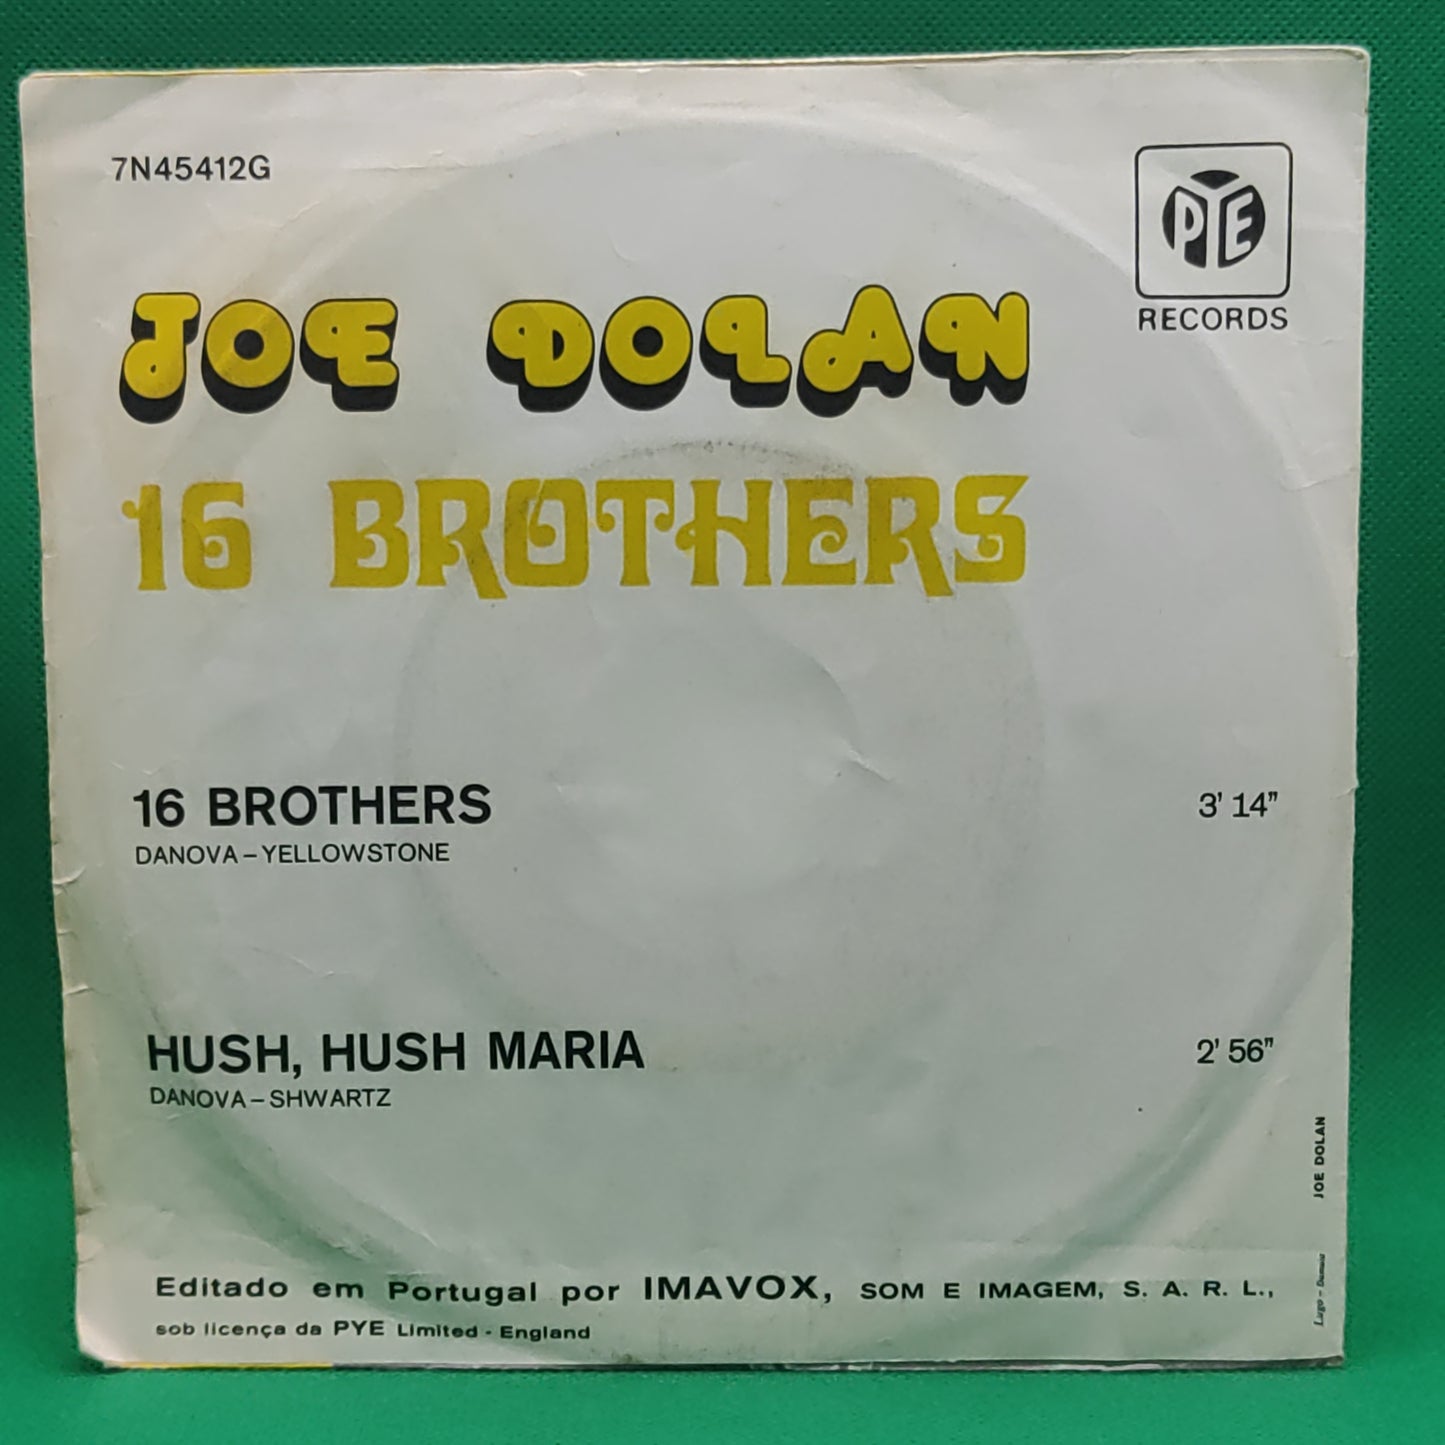 7N45412G
PYE
RECORDS
JOE DOLAN
16 BROTHERS
16 BROTHERS 3' 14"
DANOVA – YELLOWSTONE
HUSH, HUSH MARIA 2' 56"
DANOVA – SHWARTZ
Editado em Portugal por IMAVOX, SOM E IMAGEM, S. A. R. L.,
sob licença da PYE Limited - England
JOE DOLAN